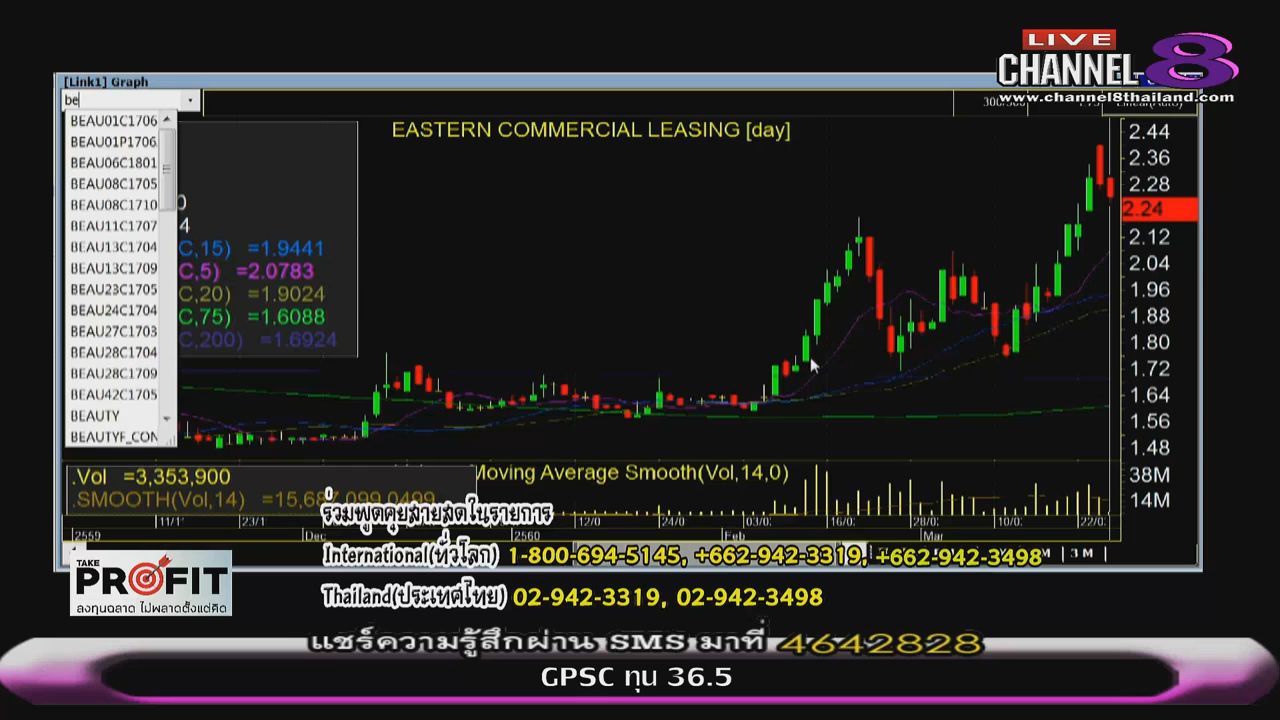 LIVE
CHANNEL 8
www.channel8thailand.com
[Link1] Graph
be
BEAU01C1706
BEAU01P1706
BEAU06C1801
BEAU08C1705
BEAU08C1710
BEAU11C1707
BEAU13C1704
BEAU13C1709
BEAU23C1705
BEAU24C1704
BEAU27C1703
BEAU28C1704
BEAU28C1709
BEAU42C1705
BEAUTY
BEAUTYF_CON
EASTERN COMMERCIAL LEASING [day]
C,15) =1.9441
C,5) =2.0783
C,20) =1.9024
C,75) =1.6088
C,200) =1.6924
2.44
2.36
2.28
2.24
2.12
2.04
1.96
1.88
1.80
1.72
1.64
1.56
1.48
38M
14M
.Vol =3,353,900
Moving Average Smooth(Vol,14,0)
.SMOOTH(Vol,14) =15,687,099.0499
11/1 23/1 12/0 24/0 03/0 16/0 28/0 10/0 22/0
2559 Dec 2560 Feb Mar
3 M
ร่วมพูดคุยสายสดในรายการ
International(ทั่วโลก) 1-800-694-5145, +662-942-3319, +662-942-3498
Thailand(ประเทศไทย) 02-942-3319, 02-942-3498
TAKE
PROFIT
ลงทุนฉลาด ไม่พลาดตั้งแต่คิด
แชร์ความรู้สึกผ่าน SMS มาที่ 4642828
GPSC ทุน 36.5